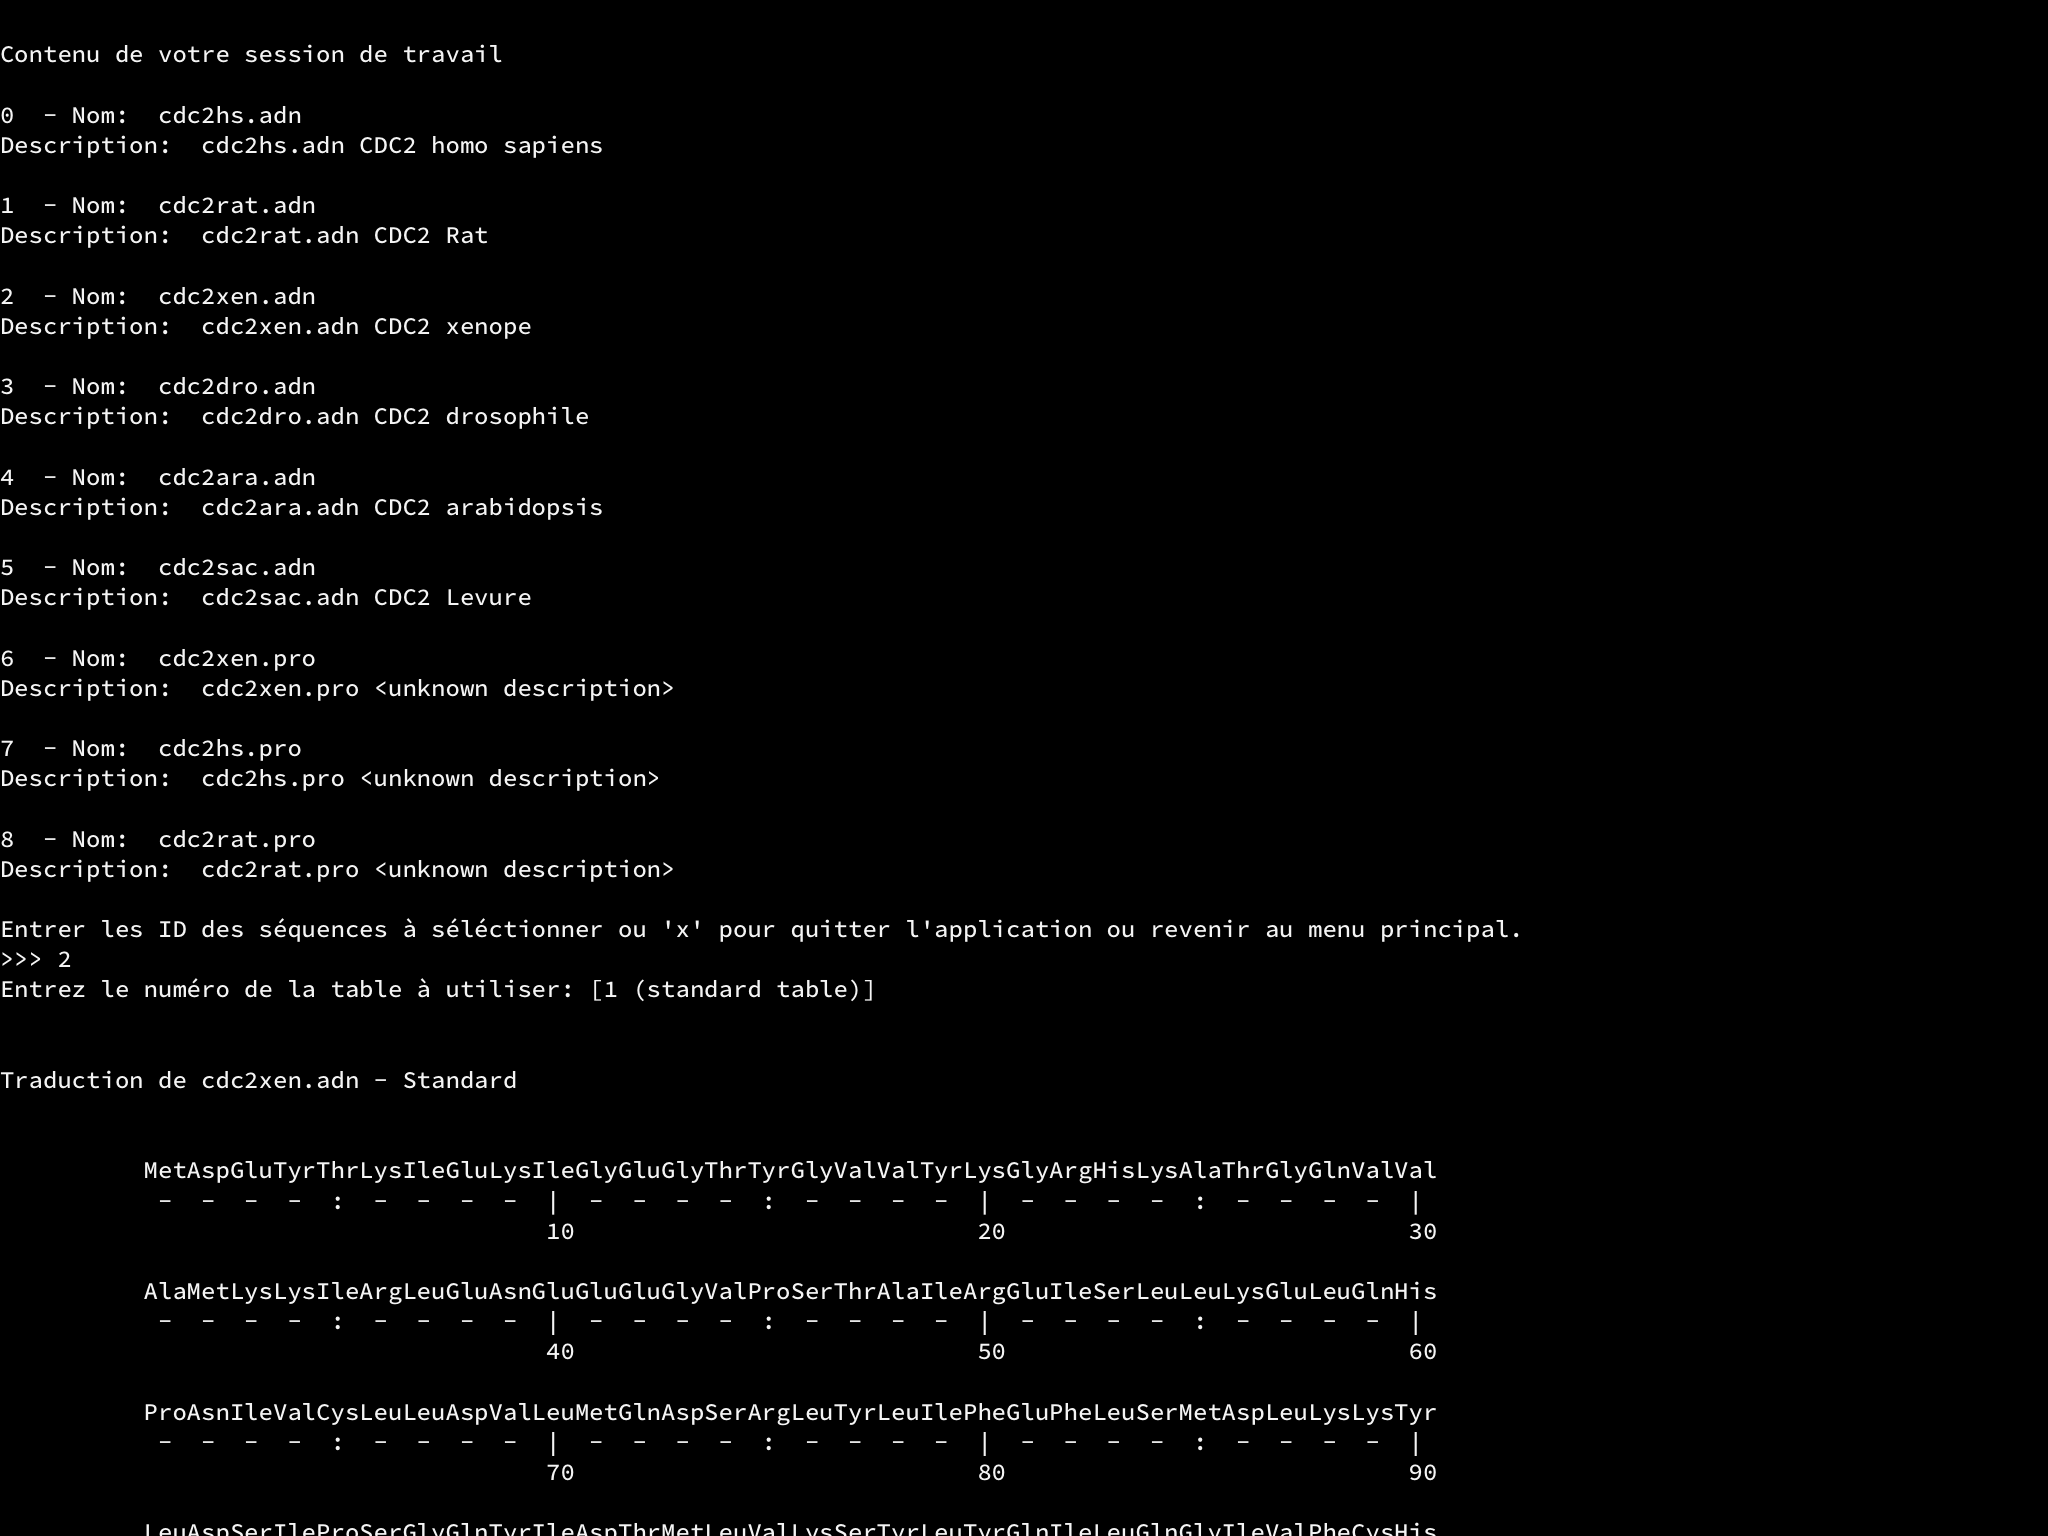 Contenu de votre session de travail
0  - Nom:  cdc2hs.adn
Description:  cdc2hs.adn CDC2 homo sapiens
1  - Nom:  cdc2rat.adn
Description:  cdc2rat.adn CDC2 Rat
2  - Nom:  cdc2xen.adn
Description:  cdc2xen.adn CDC2 xenope
3  - Nom:  cdc2dro.adn
Description:  cdc2dro.adn CDC2 drosophile
4  - Nom:  cdc2ara.adn
Description:  cdc2ara.adn CDC2 arabidopsis
5  - Nom:  cdc2sac.adn
Description:  cdc2sac.adn CDC2 Levure
6  - Nom:  cdc2xen.pro
Description:  cdc2xen.pro <unknown description>
7  - Nom:  cdc2hs.pro
Description:  cdc2hs.pro <unknown description>
8  - Nom:  cdc2rat.pro
Description:  cdc2rat.pro <unknown description>
Entrer les ID des séquences à séléctionner ou 'x' pour quitter l'application ou revenir au menu principal.
>>> 2
Entrez le numéro de la table à utiliser: [1 (standard table)]
Traduction de cdc2xen.adn - Standard
MetAspGluTyrThrLysIleGluLysIleGlyGluGlyThrTyrGlyValValTyrLysGlyArgHisLysAlaThrGlyGlnValVal
-  -  -  -  :  -  -  -  -  |  -  -  -  -  :  -  -  -  -  |  -  -  -  -  :  -  -  -  -  |
10                            20                            30
AlaMetLysLysIleArgLeuGluAsnGluGluGluGlyValProSerThrAlaIleArgGluIleSerLeuLeuLysGluLeuGlnHis
-  -  -  -  :  -  -  -  -  |  -  -  -  -  :  -  -  -  -  |  -  -  -  -  :  -  -  -  -  |
40                            50                            60
ProAsnIleValCysLeuLeuAspValLeuMetGlnAspSerArgLeuTyrLeuIlePheGluPheLeuSerMetAspLeuLysLysTyr
-  -  -  -  :  -  -  -  -  |  -  -  -  -  :  -  -  -  -  |  -  -  -  -  :  -  -  -  -  |
70                            80                            90
LeuAspSerIleProSerGlyGlnTyrIleAspThrMetLeuValLysSerTyrLeuTyrGlnIleLeuGlnGlyIleValPheCysHis